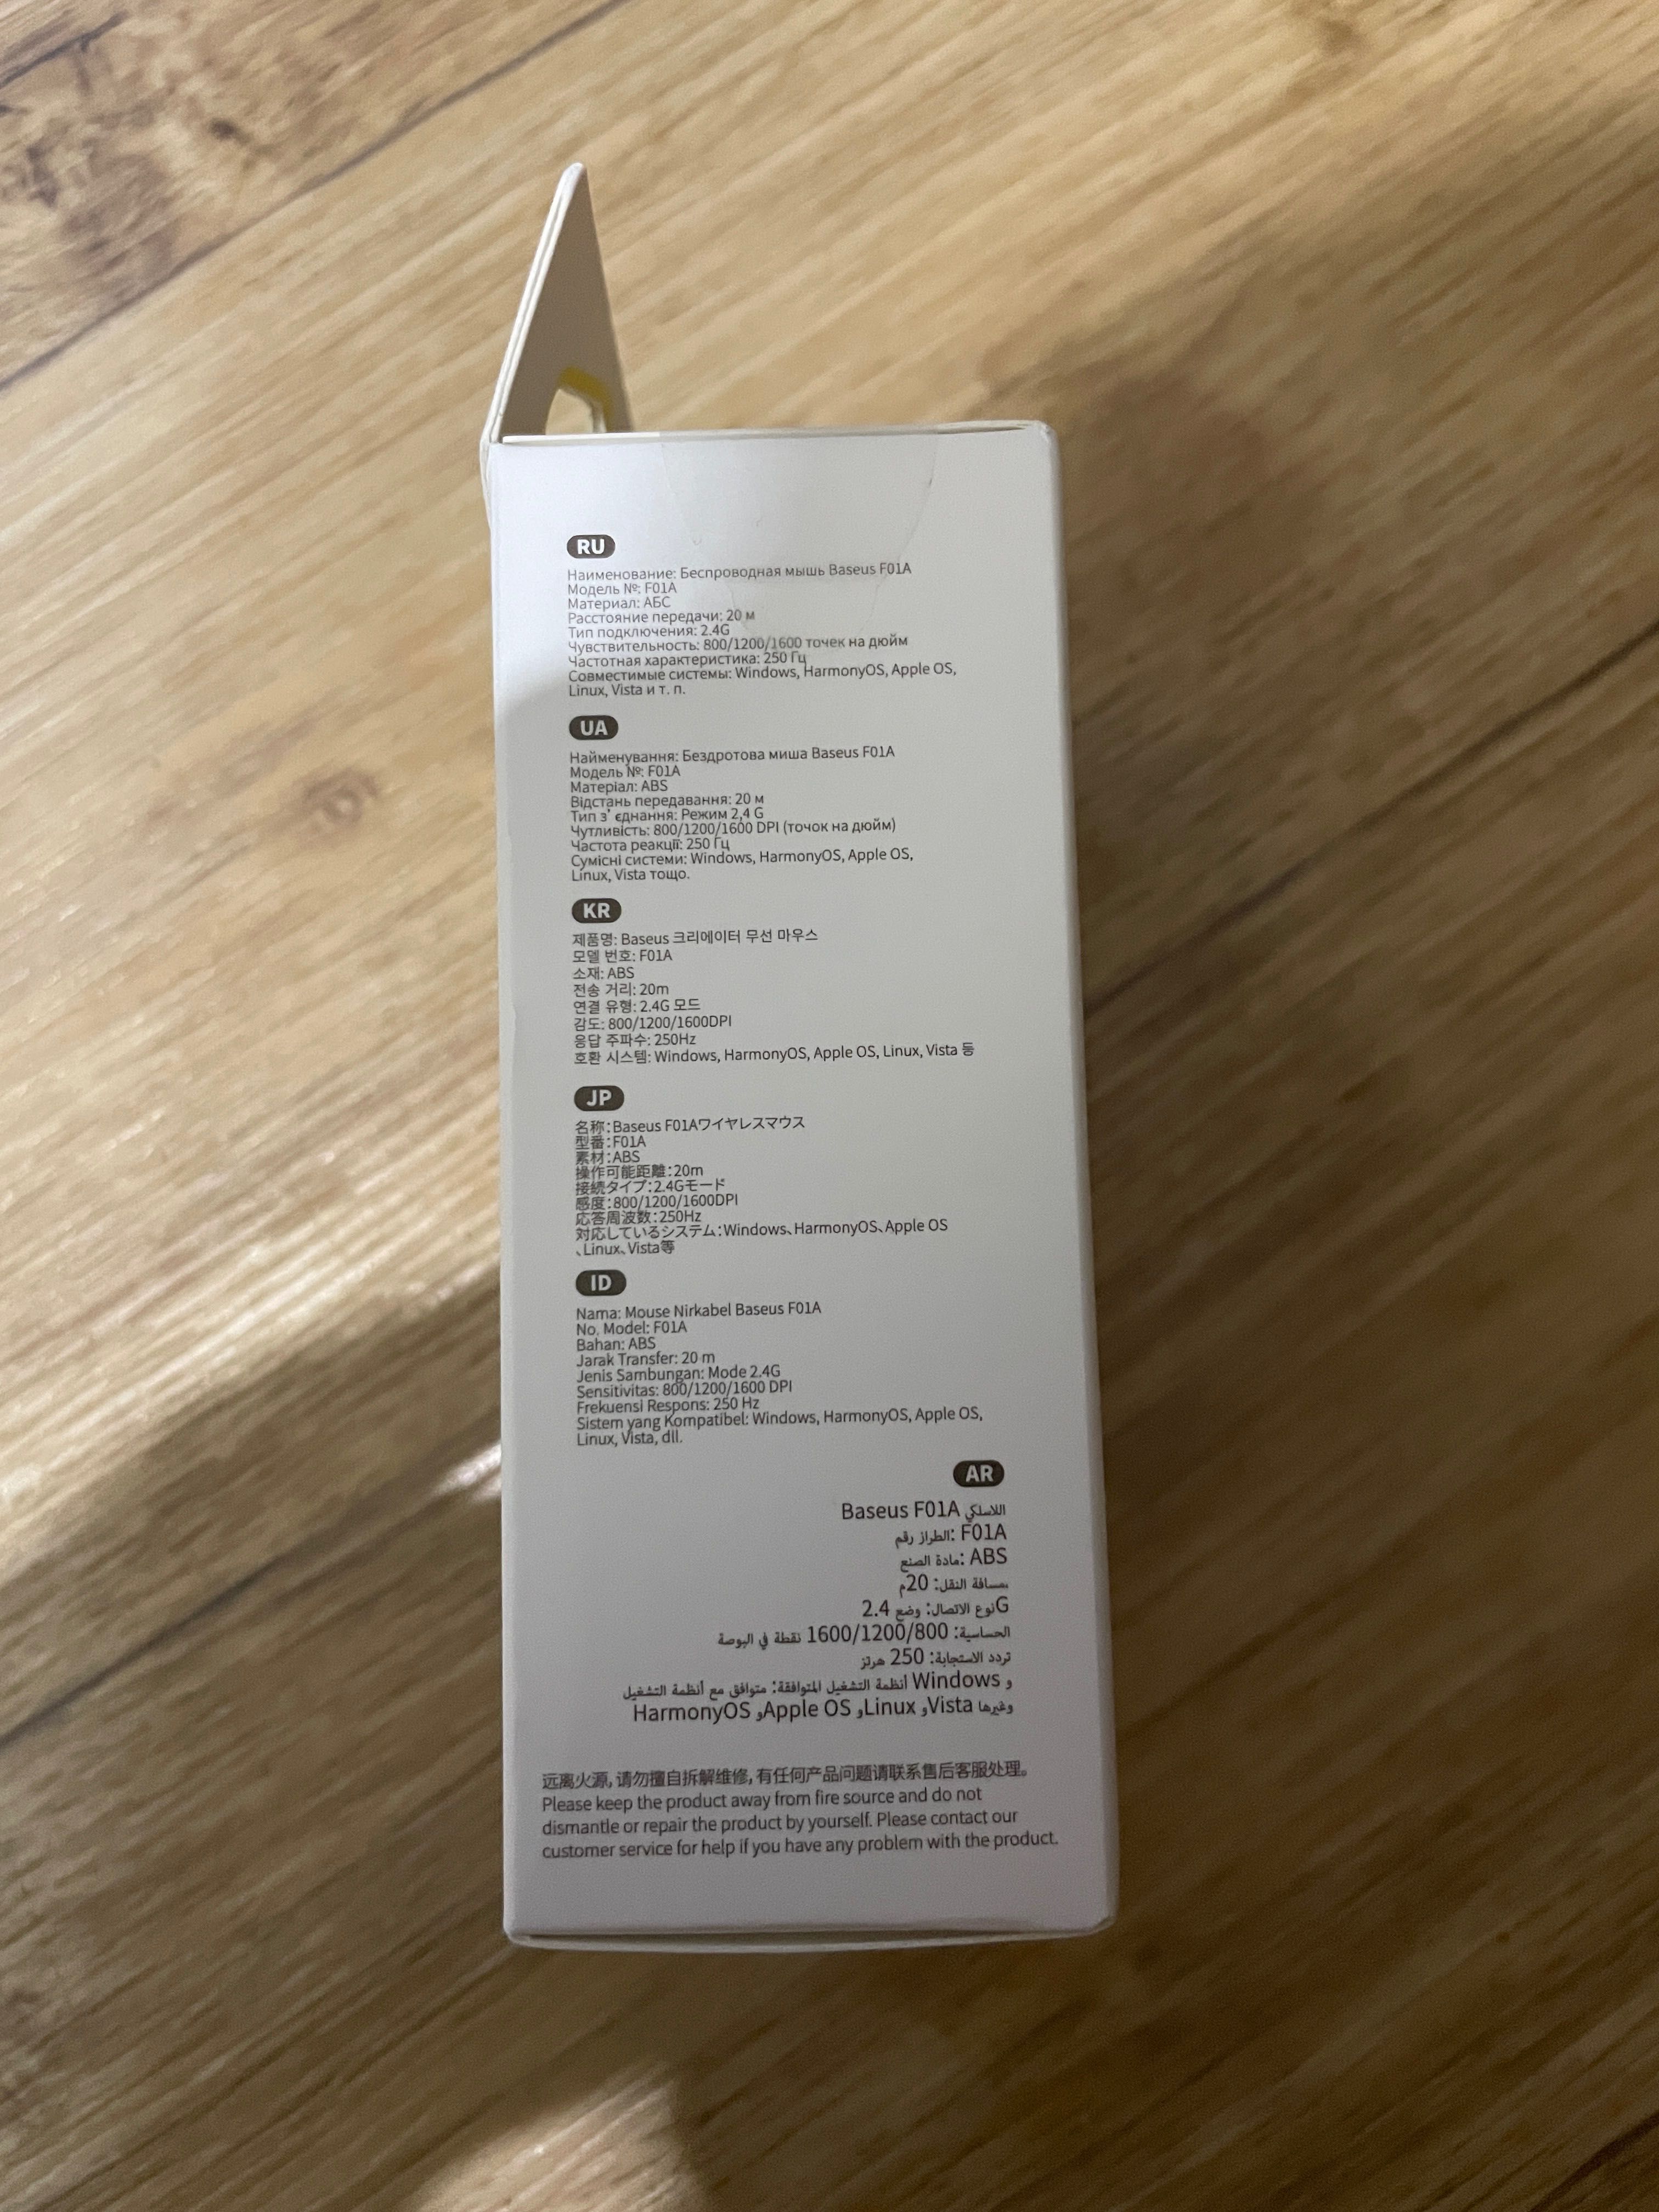 RU
Наименование: Беспроводная мышь Baseus F01A
Модель №: F01A
Материал: АБС
Расстояние передачи: 20 м
Тип подключения: 2.4G
Чувствительность: 800/1200/1600 точек на дюйм
Частотная характеристика: 250 Гц
Совместимые системы: Windows, HarmonyOS, Apple OS,
Linux, Vista и т. п.
UA
Найменування: Бездротова миша Baseus F01A
Модель №: F01A
Матеріал: ABS
Відстань передавання: 20 м
Тип з' єднання: Режим 2,4 G
Чутливість: 800/1200/1600 DPI (точок на дюйм)
Частота реакції: 250 Гц
Сумісні системи: Windows, HarmonyOS, Apple OS,
Linux, Vista тощо.
KR
제품명: Baseus 크리에이터 무선 마우스
모델 번호: F01A
소재: ABS
전송 거리: 20m
연결 유형: 2.4G 모드
감도: 800/1200/1600DPI
응답 주파수: 250Hz
호환 시스템: Windows, HarmonyOS, Apple OS, Linux, Vista 등
JP
名称:Baseus F01Aワイヤレスマウス
型番:F01A
素材:ABS
操作可能距離:20m
接続タイプ:2.4Gモード
感度:800/1200/1600DPI
応答周波数:250Hz
対応しているシステム:Windows、HarmonyOS、Apple OS
、Linux、Vista等
ID
Nama: Mouse Nirkabel Baseus F01A
No. Model: F01A
Bahan: ABS
Jarak Transfer: 20 m
Jenis Sambungan: Mode 2.4G
Sensitivitas: 800/1200/1600 DPI
Frekuensi Respons: 250 Hz
Sistem yang Kompatibel: Windows, HarmonyOS, Apple OS,
Linux, Vista, dll.
AR
اللاسلكي Baseus F01A
F01A :الطراز رقم
ABS :مادة الصنع
مسافة النقل: 20م
Gنوع الاتصال: وضع 2.4
الحساسية: 1600/1200/800 نقطة في البوصة
تردد الاستجابة: 250 هرتز
و Windows أنظمة التشغيل المتوافقة: متوافق مع أنظمة التشغيل
وغيرها Vistaو ,Linuxو ,Apple OSو ,HarmonyOS
远离火源,请勿擅自拆解维修,有任何产品问题请联系售后客服处理。
Please keep the product away from fire source and do not
dismantle or repair the product by yourself. Please contact our
customer service for help if you have any problem with the product.